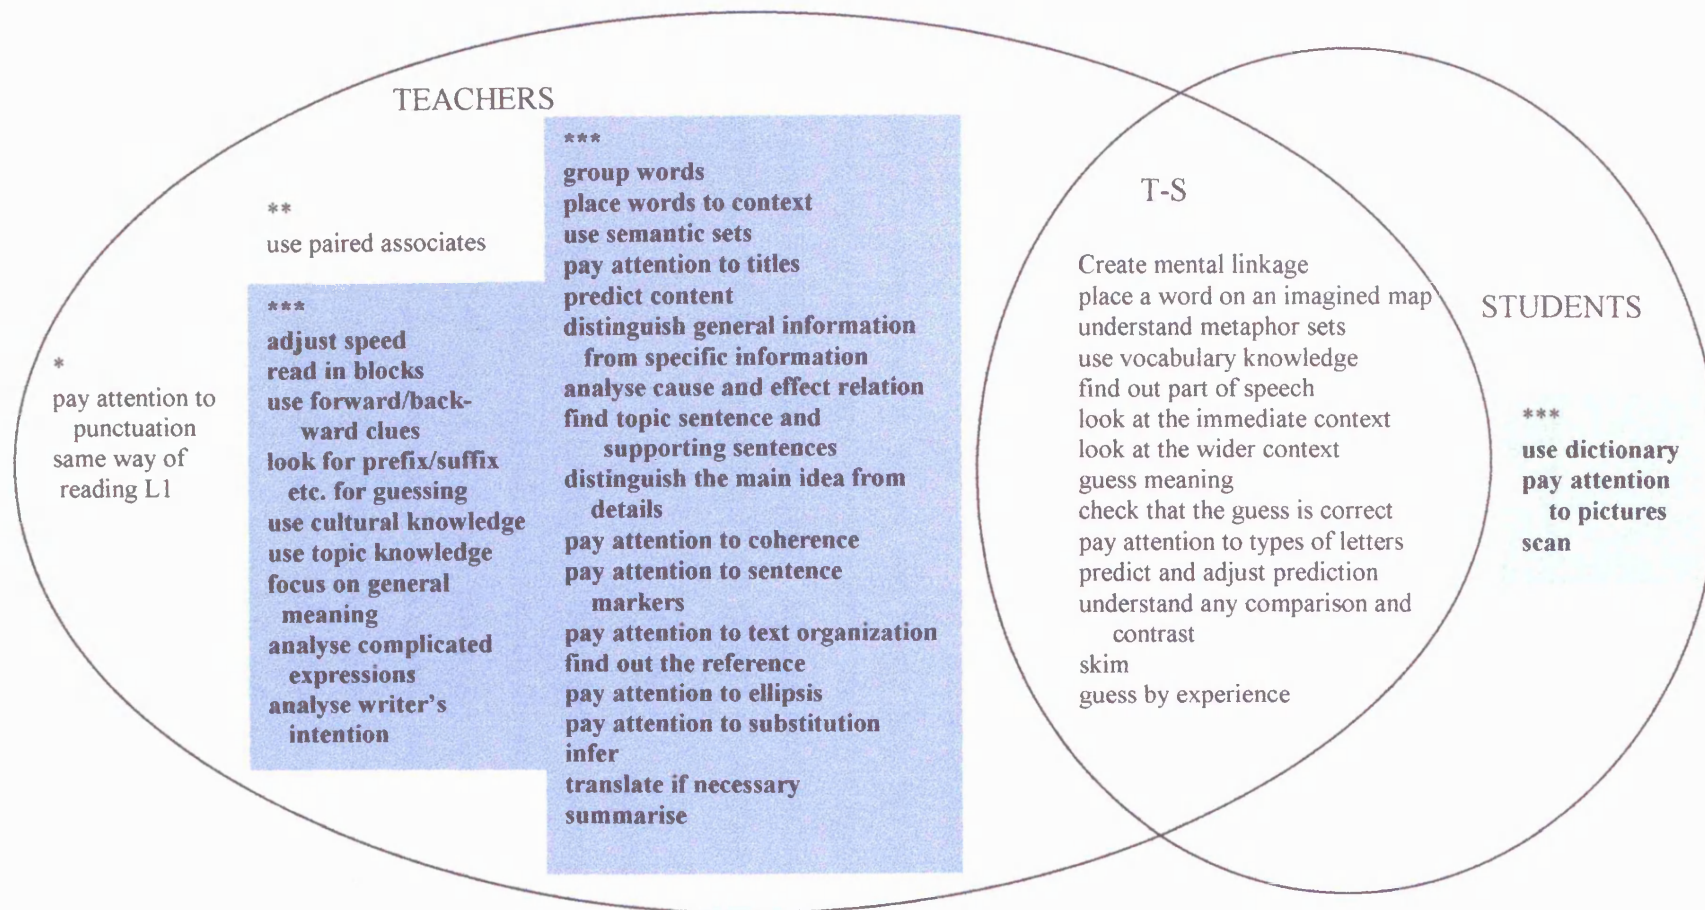 TEACHERS
*
pay attention to
punctuation
same way of
reading L1
**
use paired associates
***
adjust speed
read in blocks
use forward/back-
ward clues
look for prefix/suffix
etc. for guessing
use cultural knowledge
use topic knowledge
focus on general
meaning
analyse complicated
expressions
analyse writer's
intention
***
group words
place words to context
use semantic sets
pay attention to titles
predict content
distinguish general information
from specific information
analyse cause and effect relation
find topic sentence and
supporting sentences
distinguish the main idea from
details
pay attention to coherence
pay attention to sentence
markers
pay attention to text organization
find out the reference
pay attention to ellipsis
pay attention to substitution
infer
translate if necessary
summarise
T-S
Create mental linkage
place a word on an imagined map
understand metaphor sets
use vocabulary knowledge
find out part of speech
look at the immediate context
look at the wider context
guess meaning
check that the guess is correct
pay attention to types of letters
predict and adjust prediction
understand any comparison and
contrast
skim
guess by experience
STUDENTS
***
use dictionary
pay attention
to pictures
scan